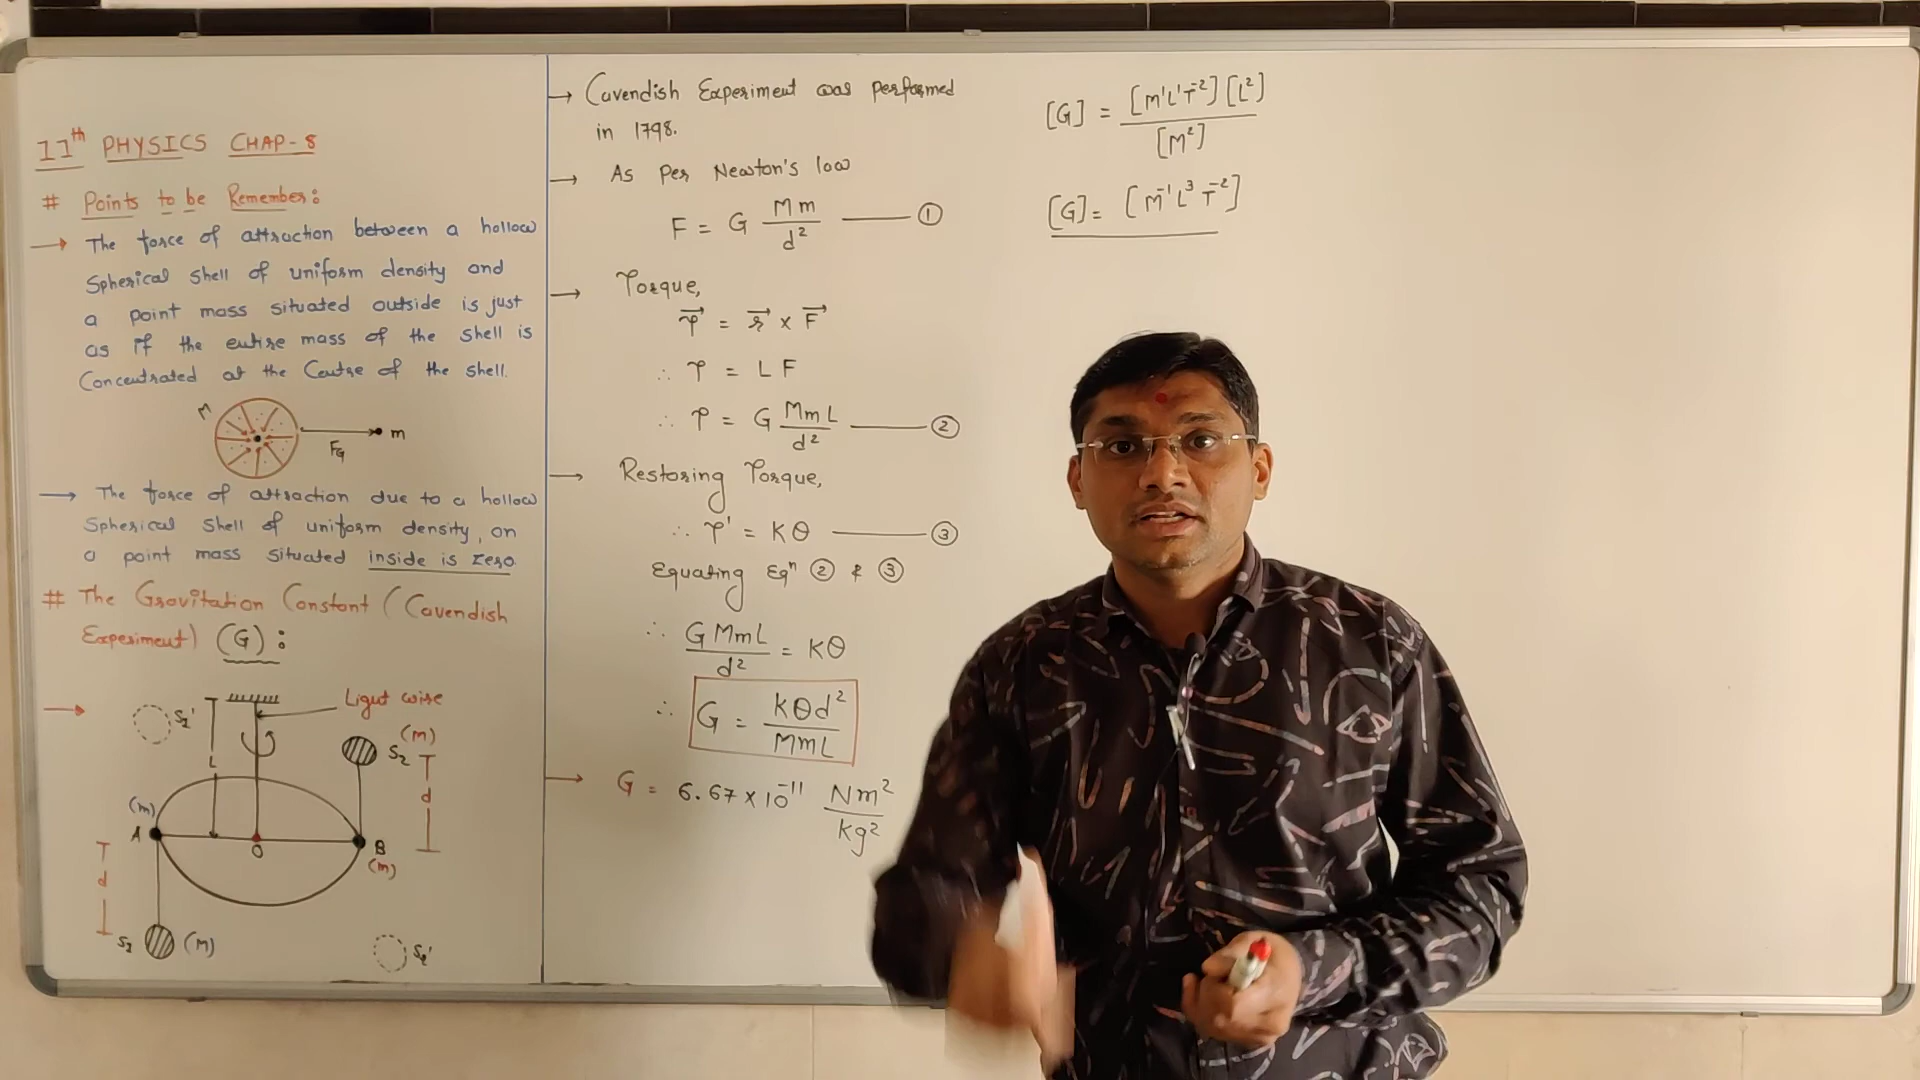 11th PHYSICS CHAP-8
# Points to be Remember:
→ The force of attraction between a hollow
Spherical shell of uniform density and
a point mass situated outside is just
as if the entire mass of the shell is
Concentrated at the Centre of the shell.
M
m
FG
→ The force of attraction due to a hollow
Spherical shell of uniform density, on
a point mass situated inside is zero.
# The Gravitation Constant (Cavendish
Experiment) (G) :
→
S2'
Light wire
(M)
S2
L
d
(m)
A
O
B
(m)
d
S2 (M)
→ Cavendish Experiment was performed
in 1798.
→ As Per Newton's law
F = G Mm/d² —— ①
→ Torque,
τ⃗ = r⃗ × F⃗
∴ τ = L F
∴ τ = G MmL/d² —— ②
→ Restoring Torque,
∴ τ' = Kθ —— ③
Equating Eqn ② & ③
∴ GMmL/d² = Kθ
∴ G = Kθd²/MmL
→ G = 6.67 × 10⁻¹¹ Nm²/kg²
[G] = [M¹L¹T⁻²][L²]/[M²]
[G] = [M⁻¹L³T⁻²]